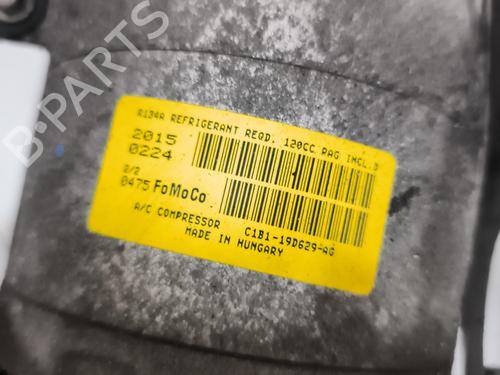 R134A REFRIGERANT REQD. 120CC PAG INCL.D
2015
0224
2/2
0475 FoMoCo
A/C COMPRESSOR C1B1-19D629-AG
MADE IN HUNGARY
B-PARTS